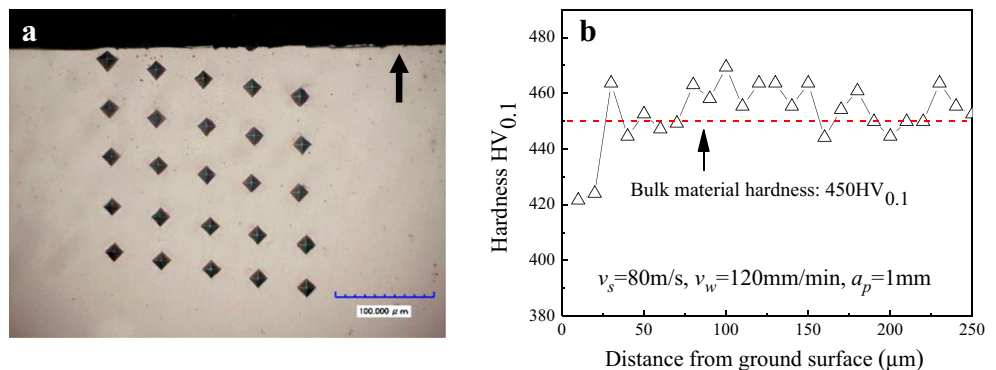 a
100.000 μm
b
Hardness HV0.1
480
460
440
420
400
380
Bulk material hardness: 450HV0.1
vs=80m/s, vw=120mm/min, ap=1mm
0
50
100
150
200
250
Distance from ground surface (μm)